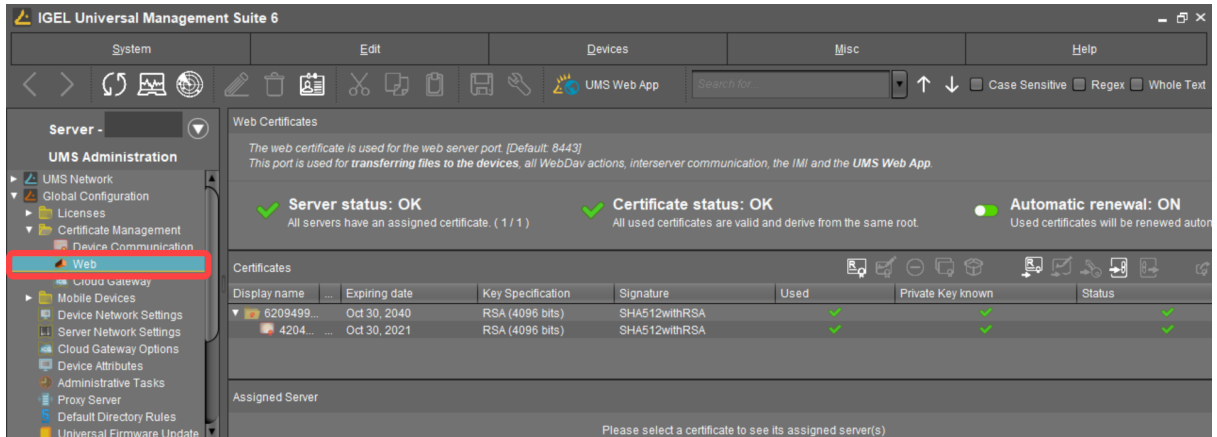 IGEL Universal Management Suite 6
System Edit Devices Misc Help
UMS Web App Search for... Case Sensitive Regex Whole Text
Server -
UMS Administration
UMS Network
Global Configuration
Licenses
Certificate Management
Device Communication
Web
Cloud Gateway
Mobile Devices
Device Network Settings
Server Network Settings
Cloud Gateway Options
Device Attributes
Administrative Tasks
Proxy Server
Default Directory Rules
Universal Firmware Update
Web Certificates
The web certificate is used for the web server port. [Default: 8443]
This port is used for transferring files to the devices, all WebDav actions, interserver communication, the IMI and the UMS Web App.
Server status: OK
All servers have an assigned certificate. ( 1 / 1 )
Certificate status: OK
All used certificates are valid and derive from the same root.
Automatic renewal: ON
Used certificates will be renewed auton
Certificates
Display name ... Expiring date Key Specification Signature Used Private Key known Status
6209499... Oct 30, 2040 RSA (4096 bits) SHA512withRSA
4204... ... Oct 30, 2021 RSA (4096 bits) SHA512withRSA
Assigned Server
Please select a certificate to see its assigned server(s)